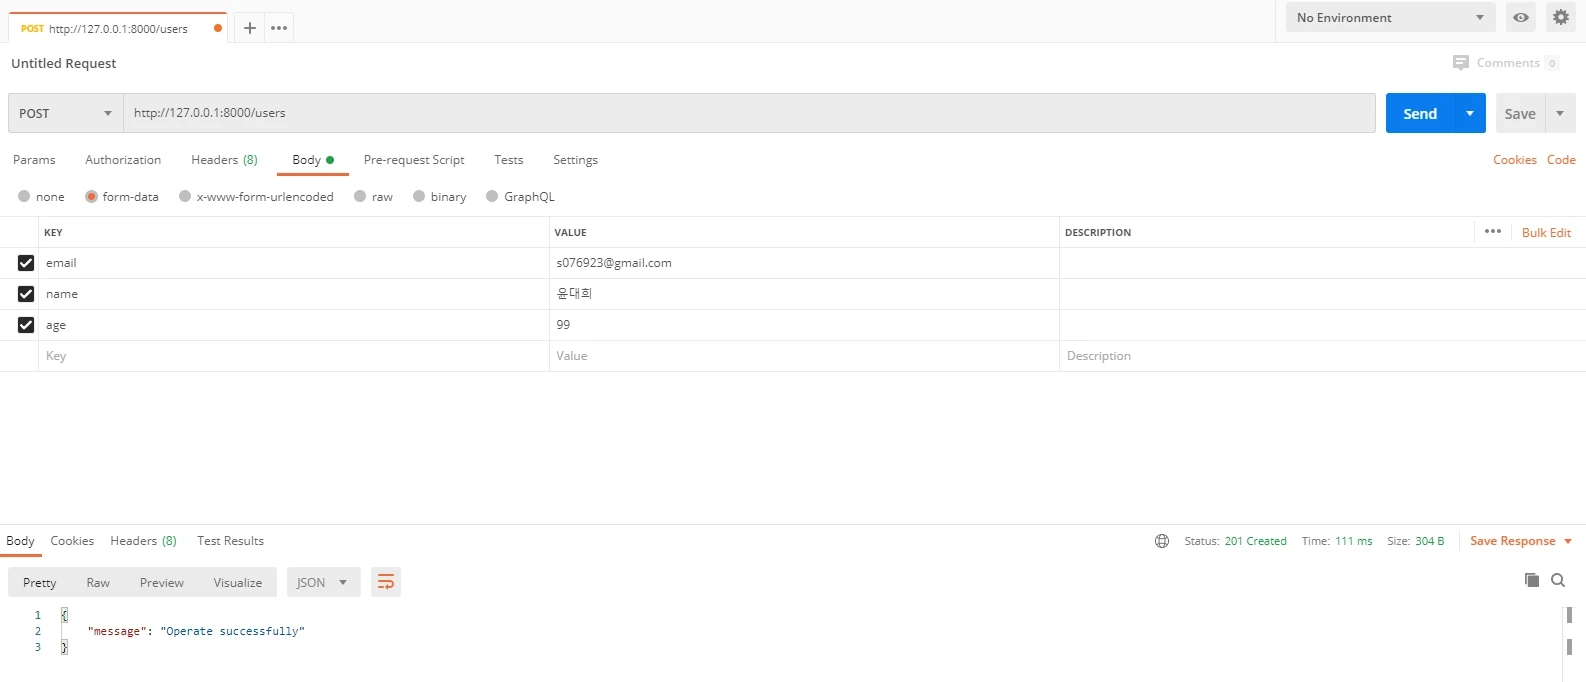 POST http://127.0.0.1:8000/users
No Environment
Untitled Request
Comments 0
POST http://127.0.0.1:8000/users Send Save
Params Authorization Headers (8) Body Pre-request Script Tests Settings Cookies Code
none form-data x-www-form-urlencoded raw binary GraphQL
KEY VALUE DESCRIPTION Bulk Edit
email s076923@gmail.com
name 윤대희
age 99
Key Value Description
Body Cookies Headers (8) Test Results Status: 201 Created Time: 111 ms Size: 304 B Save Response
Pretty Raw Preview Visualize JSON
1 {
2 "message": "Operate successfully"
3 }